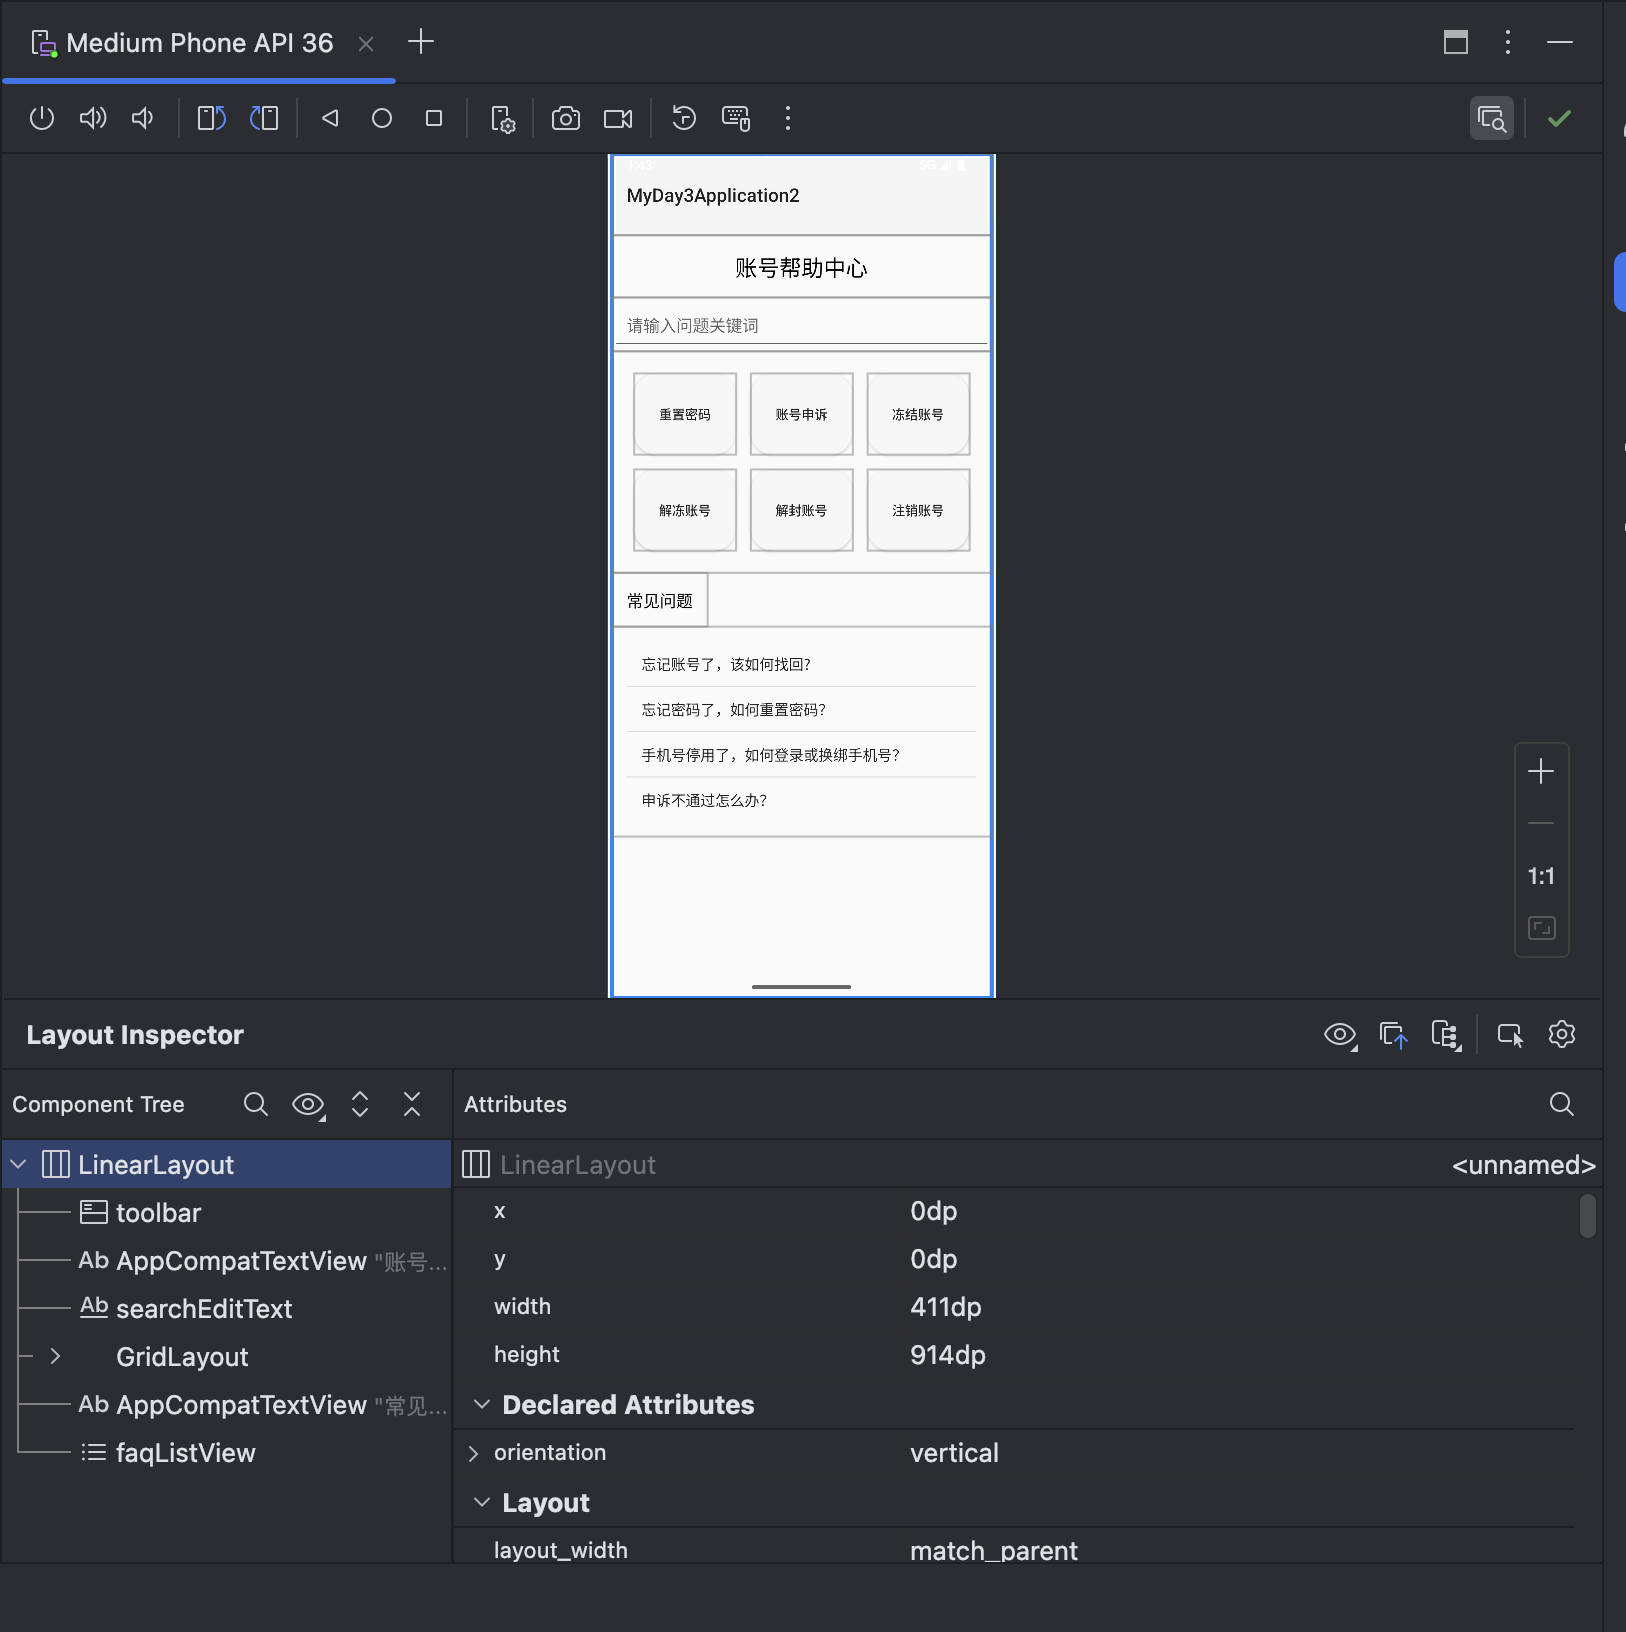 Medium Phone API 36
1:43
5G
MyDay3Application2
账号帮助中心
请输入问题关键词
重置密码 账号申诉 冻结账号
解冻账号 解封账号 注销账号
常见问题
忘记账号了，该如何找回？
忘记密码了，如何重置密码？
手机号停用了，如何登录或换绑手机号？
申诉不通过怎么办？
1:1
Layout Inspector
Component Tree
Attributes
LinearLayout
LinearLayout <unnamed>
toolbar
x 0dp
Ab AppCompatTextView "账号...
y 0dp
Ab searchEditText
width 411dp
GridLayout
height 914dp
Ab AppCompatTextView "常见...
Declared Attributes
faqListView
orientation vertical
Layout
layout_width match_parent